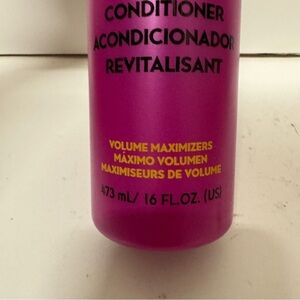 CONDITIONER
ACONDICIONADOR
REVITALISANT
VOLUME MAXIMIZERS
MÁXIMO VOLUMEN
MAXIMISEURS DE VOLUME
473 mL/ 16 FL.OZ. (US)